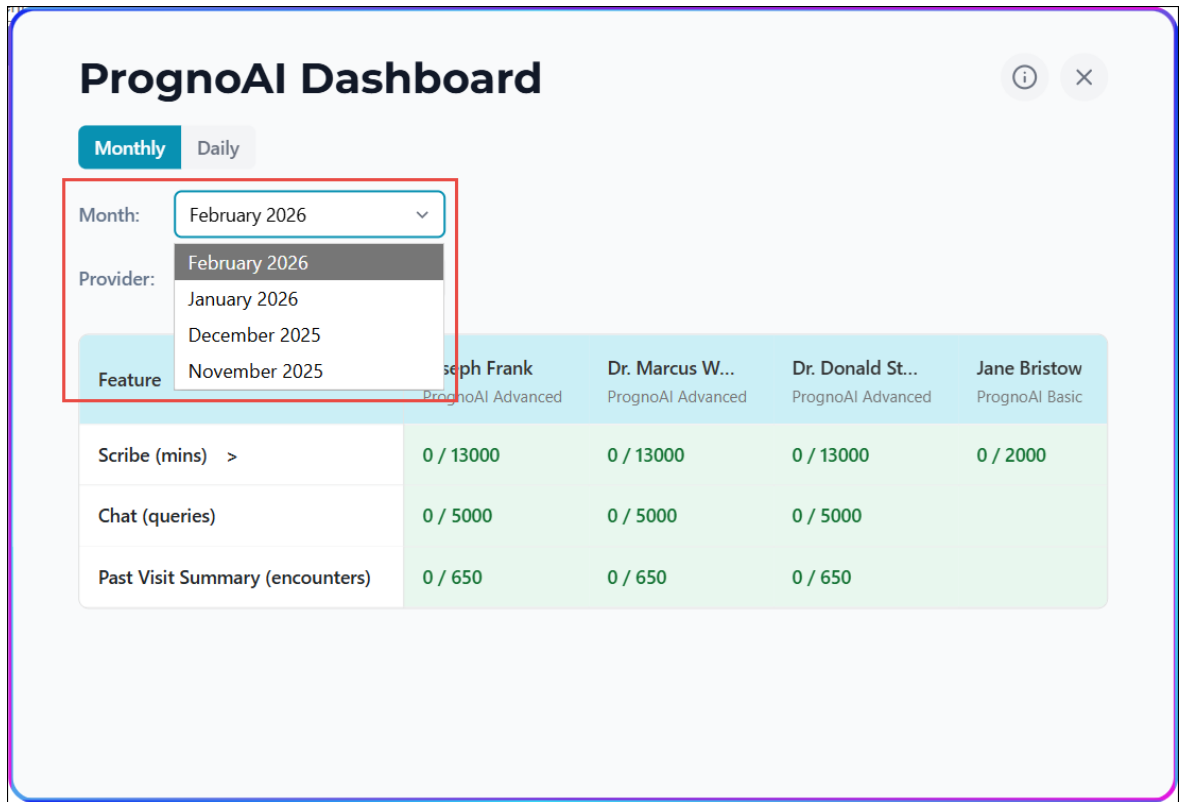 PrognoAI Dashboard
Monthly Daily
Month: February 2026
February 2026
Provider:
January 2026
December 2025
November 2025
Feature
seph Frank Dr. Marcus W... Dr. Donald St... Jane Bristow
PrognoAI Advanced PrognoAI Advanced PrognoAI Advanced PrognoAI Basic
Scribe (mins) > 0 / 13000 0 / 13000 0 / 13000 0 / 2000
Chat (queries) 0 / 5000 0 / 5000 0 / 5000
Past Visit Summary (encounters) 0 / 650 0 / 650 0 / 650